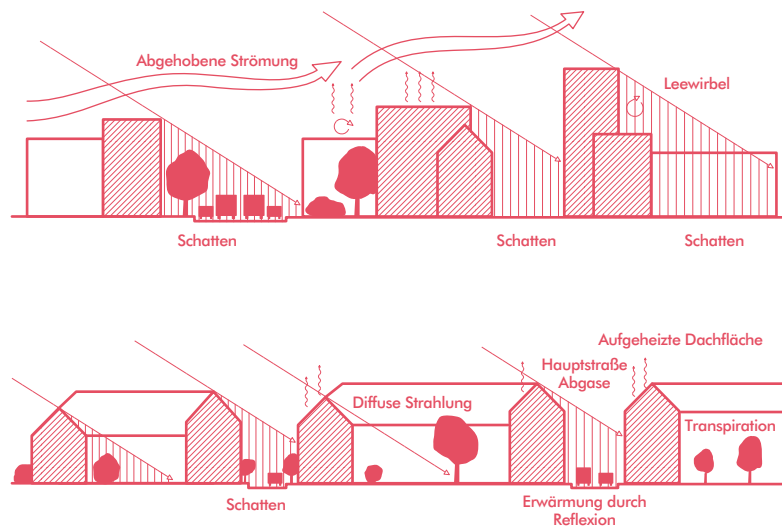 Abgehobene Strömung
Leewirbel
Schatten
Schatten
Schatten
Aufgeheizte Dachfläche
Hauptstraße
Abgase
Diffuse Strahlung
Transpiration
Schatten
Erwärmung durch
Reflexion